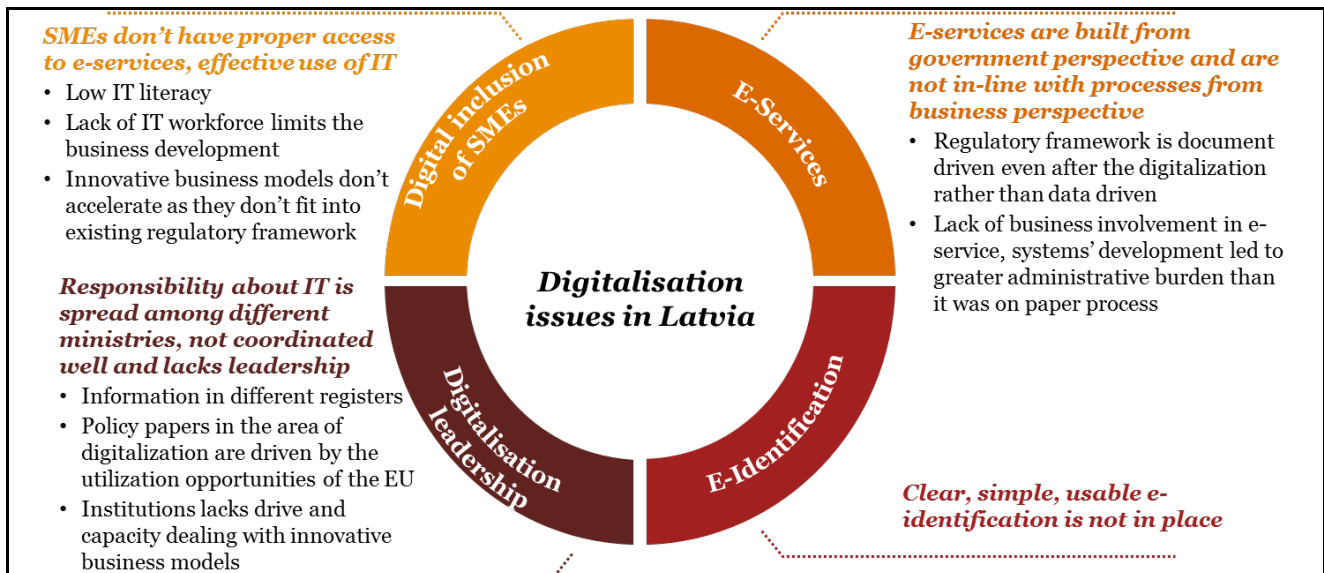 SMEs don't have proper access
to e-services, effective use of IT
• Low IT literacy
• Lack of IT workforce limits the
business development
• Innovative business models don't
accelerate as they don't fit into
existing regulatory framework
Responsibility about IT is
spread among different
ministries, not coordinated
well and lacks leadership
• Information in different registers
• Policy papers in the area of
digitalization are driven by the
utilization opportunities of the EU
• Institutions lacks drive and
capacity dealing with innovative
business models
Digital inclusion
of SMEs
E-Services
Digitalisation
issues in Latvia
Digitalisation
leadership
E-Identification
E-services are built from
government perspective and are
not in-line with processes from
business perspective
• Regulatory framework is document
driven even after the digitalization
rather than data driven
• Lack of business involvement in e-
service, systems' development led to
greater administrative burden than
it was on paper process
Clear, simple, usable e-
identification is not in place